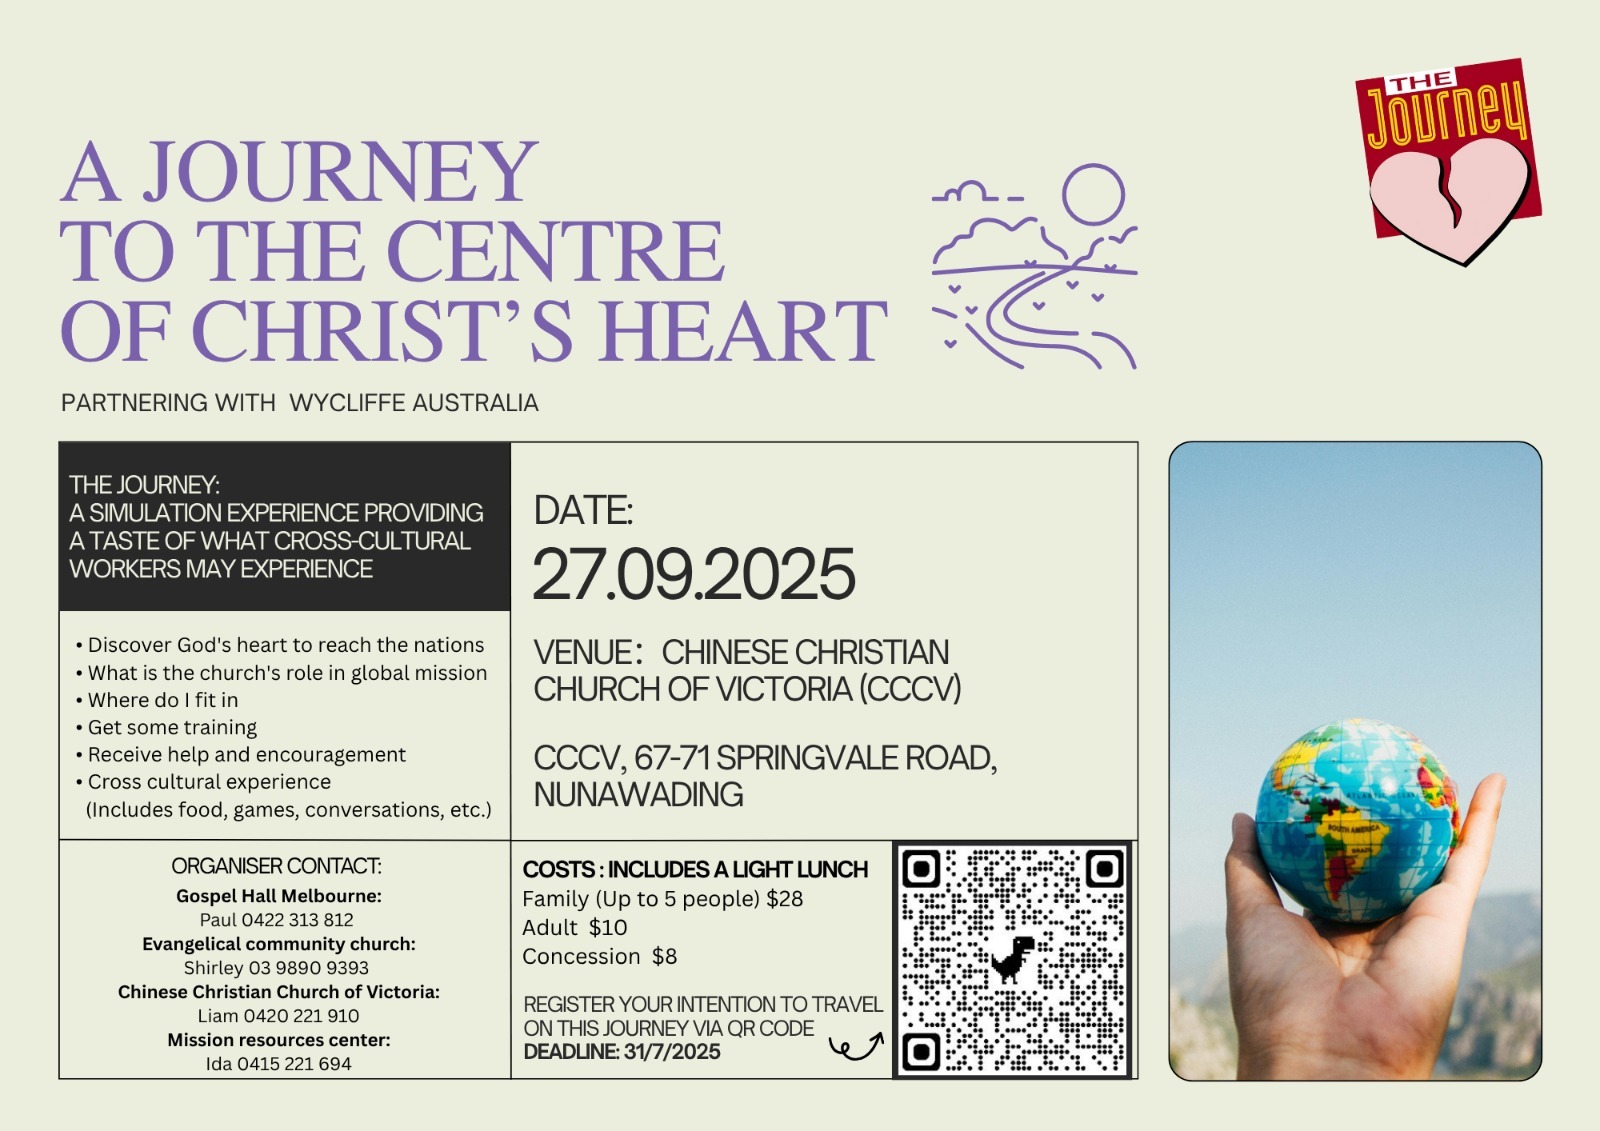 THE
Journey
A JOURNEY
TO THE CENTRE
OF CHRIST’S HEART
PARTNERING WITH  WYCLIFFE AUSTRALIA
THE JOURNEY:
A SIMULATION EXPERIENCE PROVIDING
A TASTE OF WHAT CROSS-CULTURAL
WORKERS MAY EXPERIENCE
• Discover God's heart to reach the nations
• What is the church's role in global mission
• Where do I fit in
• Get some training
• Receive help and encouragement
• Cross cultural experience
(Includes food, games, conversations, etc.)
DATE:
27.09.2025
VENUE:  CHINESE CHRISTIAN
CHURCH OF VICTORIA (CCCV)
CCCV, 67-71 SPRINGVALE ROAD,
NUNAWADING
ORGANISER CONTACT:
Gospel Hall Melbourne:
Paul 0422 313 812
Evangelical community church:
Shirley 03 9890 9393
Chinese Christian Church of Victoria:
Liam 0420 221 910
Mission resources center:
Ida 0415 221 694
COSTS : INCLUDES A LIGHT LUNCH
Family (Up to 5 people) $28
Adult  $10
Concession  $8
REGISTER YOUR INTENTION TO TRAVEL
ON THIS JOURNEY VIA QR CODE
DEADLINE: 31/7/2025
SOUTH AMERICA
BRAZIL